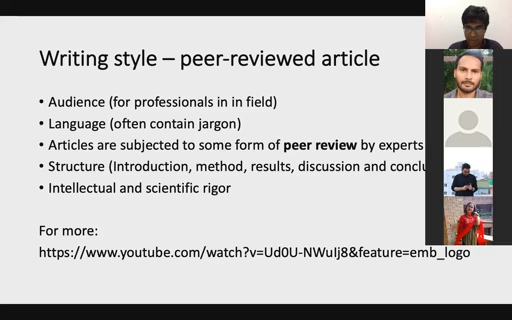 Writing style – peer-reviewed article
• Audience (for professionals in in field)
• Language (often contain jargon)
• Articles are subjected to some form of peer review by experts
• Structure (Introduction, method, results, discussion and conclu
• Intellectual and scientific rigor
For more:
https://www.youtube.com/watch?v=Ud0U-NWuIj8&feature=emb_logo